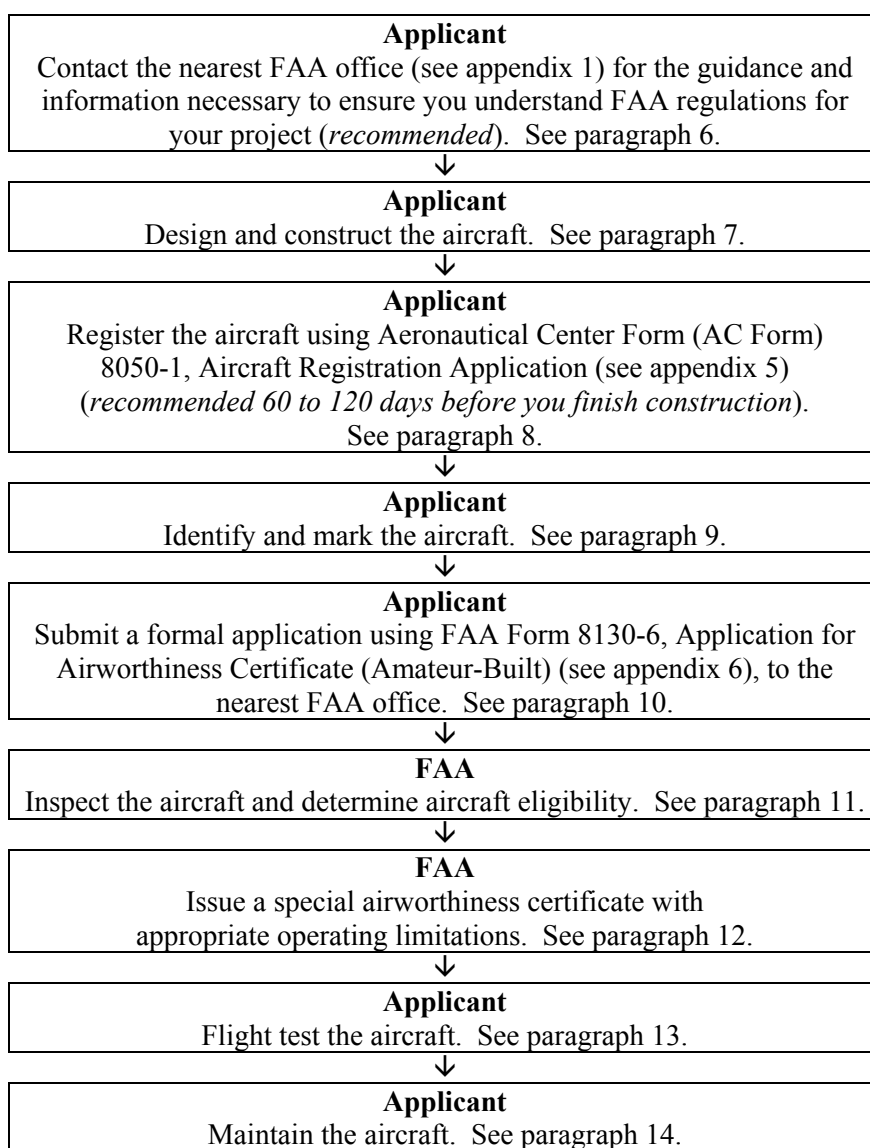 Applicant
Contact the nearest FAA office (see appendix 1) for the guidance and
information necessary to ensure you understand FAA regulations for
your project (recommended).  See paragraph 6.
↓
Applicant
Design and construct the aircraft.  See paragraph 7.
↓
Applicant
Register the aircraft using Aeronautical Center Form (AC Form)
8050-1, Aircraft Registration Application (see appendix 5)
(recommended 60 to 120 days before you finish construction).
See paragraph 8.
↓
Applicant
Identify and mark the aircraft.  See paragraph 9.
↓
Applicant
Submit a formal application using FAA Form 8130-6, Application for
Airworthiness Certificate (Amateur-Built) (see appendix 6), to the
nearest FAA office.  See paragraph 10.
↓
FAA
Inspect the aircraft and determine aircraft eligibility.  See paragraph 11.
↓
FAA
Issue a special airworthiness certificate with
appropriate operating limitations.  See paragraph 12.
↓
Applicant
Flight test the aircraft.  See paragraph 13.
↓
Applicant
Maintain the aircraft.  See paragraph 14.